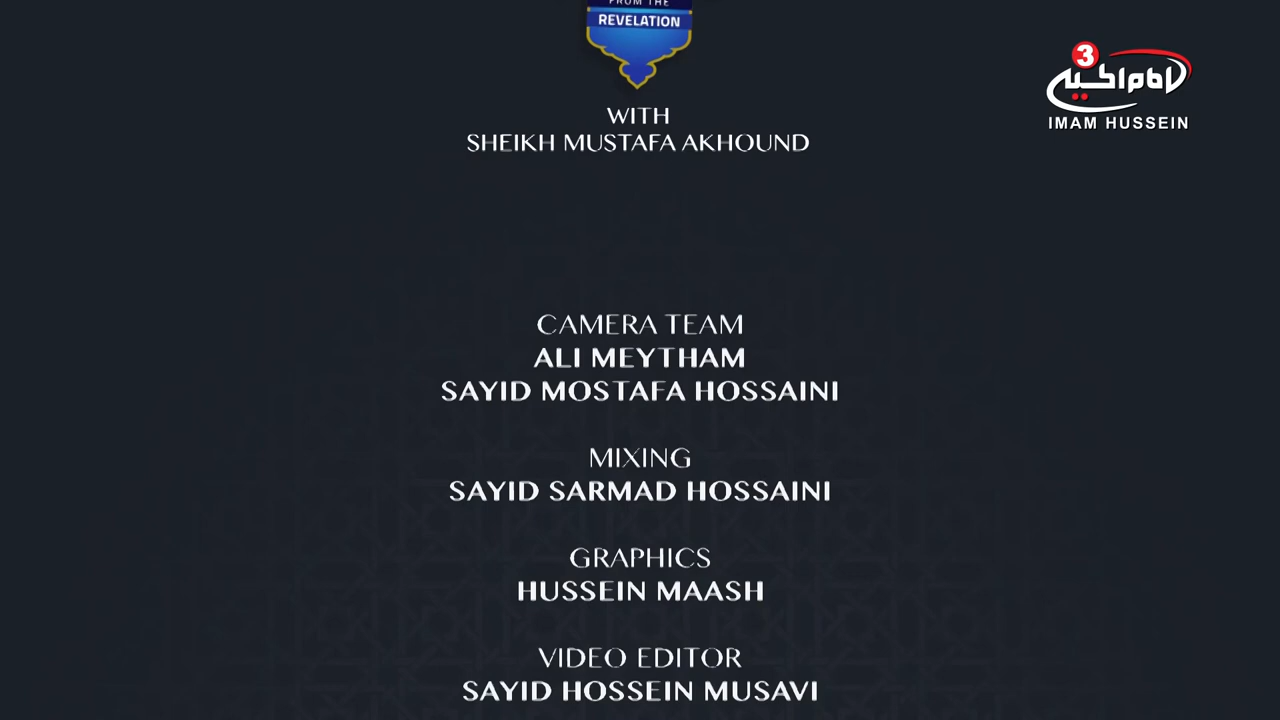 FROM THE
REVELATION
3
IMAM HUSSEIN
WITH
SHEIKH MUSTAFA AKHOUND
CAMERA TEAM
ALI MEYTHAM
SAYID MOSTAFA HOSSAINI
MIXING
SAYID SARMAD HOSSAINI
GRAPHICS
HUSSEIN MAASH
VIDEO EDITOR
SAYID HOSSEIN MUSAVI